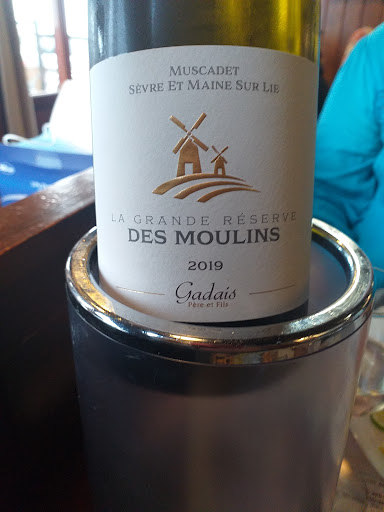 MUSCADET
SÈVRE ET MAINE SUR LIE
LA GRANDE RÉSERVE
DES MOULINS
2019
Gadais
Père et Fils